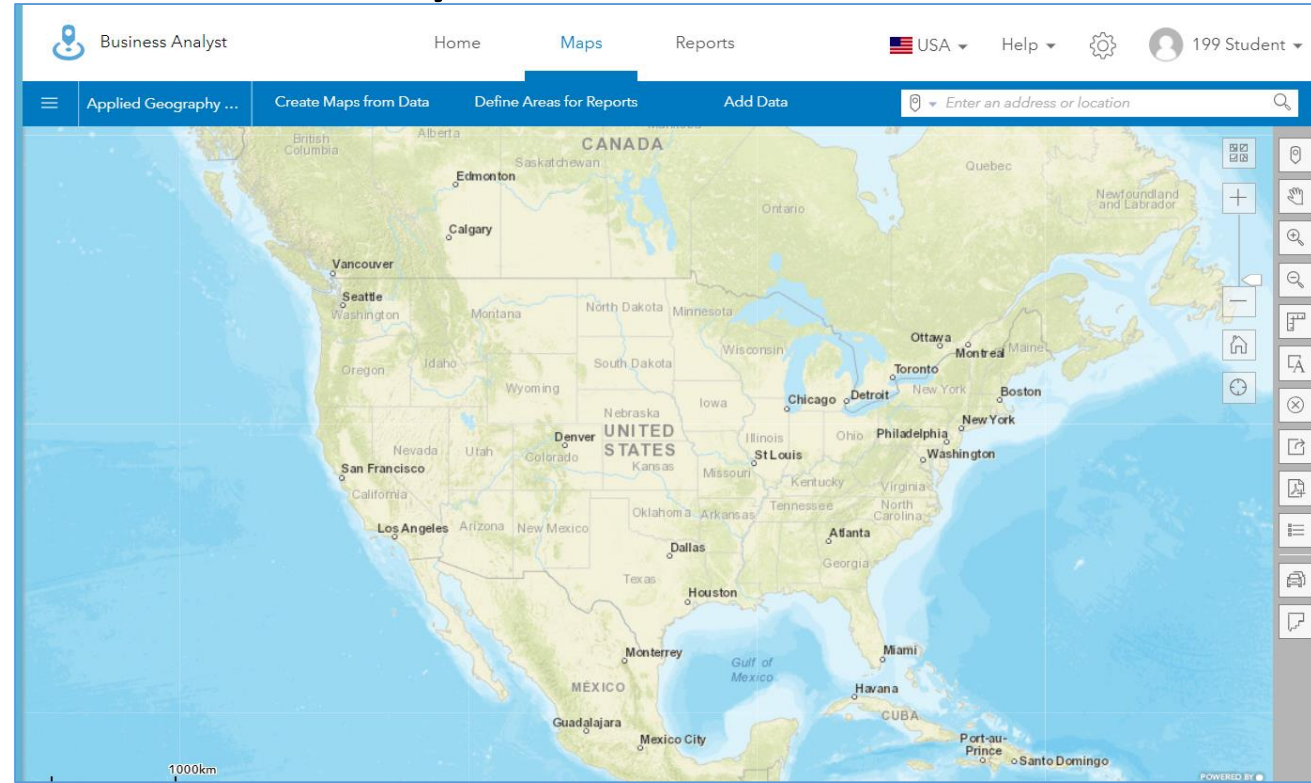 Business Analyst
Home
Maps
Reports
USA
Help
199 Student
Applied Geography ...
Create Maps from Data
Define Areas for Reports
Add Data
Enter an address or location
British
Columbia
Alberta
CANADA
Saskatchewan
Quebec
Edmonton
Newfoundland
and Labrador
Ontario
Calgary
Vancouver
Seattle
Washington
Montana
North Dakota
Minnesota
Ottawa
Montreal
Maine
Wisconsin
Oregon
Idaho
South Dakota
Toronto
Wyoming
Chicago
Detroit
New York
Boston
Iowa
Nebraska
New York
Denver
UNITED
STATES
Illinois
Ohio
Philadelphia
Nevada
Utah
Colorado
St Louis
Washington
San Francisco
Kansas
Missouri
Kentucky
Virginia
California
Oklahoma
Arkansas
Tennessee
North
Carolina
Los Angeles
Arizona
New Mexico
Atlanta
Dallas
Georgia
Texas
Houston
Monterrey
Gulf of
Mexico
Miami
MÉXICO
Havana
CUBA
Guadalajara
Mexico City
Port-au-
Prince
Santo Domingo
1000km
POWERED BY